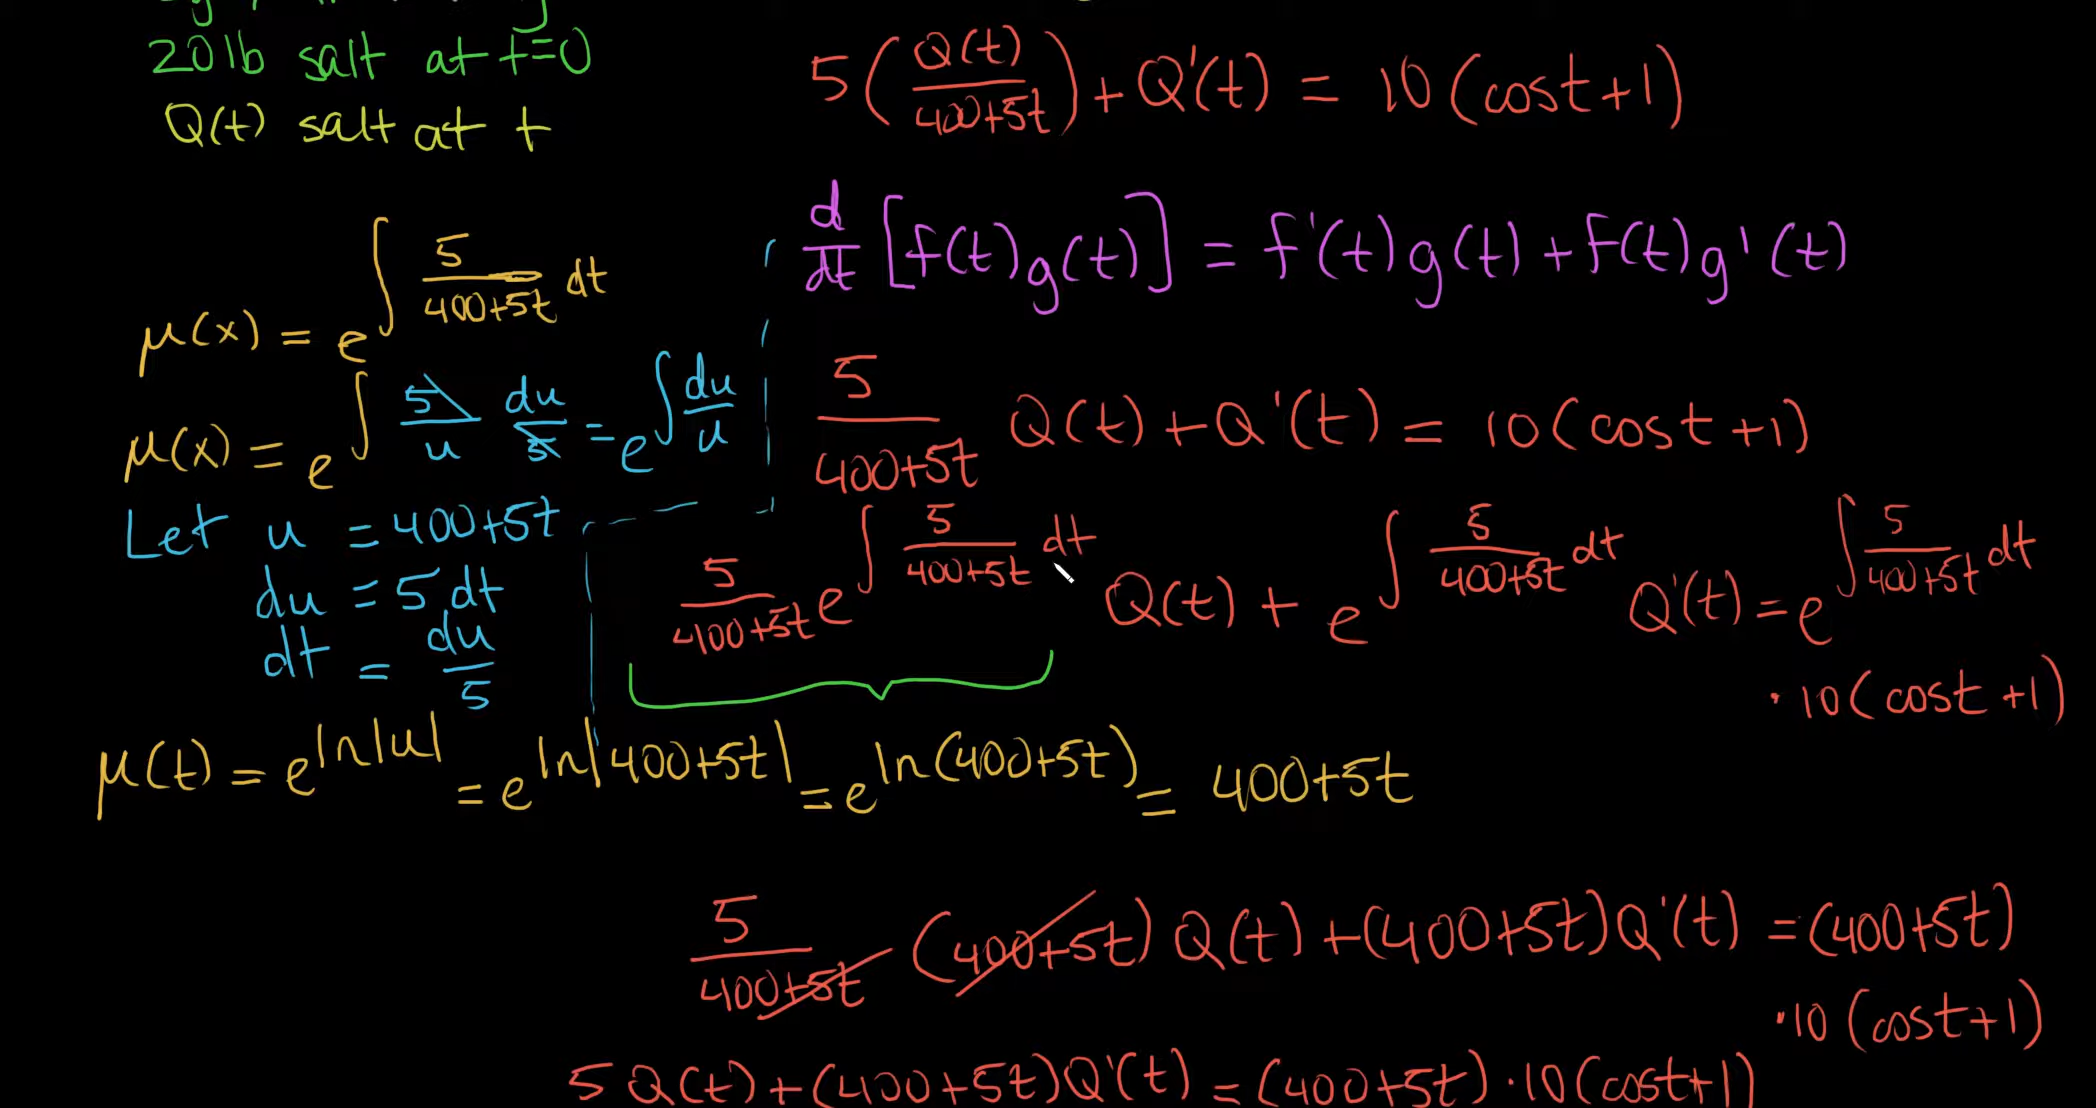 20 lb salt at t=0
Q(t) salt at t
5(Q(t)/(400+5t)) + Q'(t) = 10(cost+1)
d/dt [f(t)g(t)] = f'(t)g(t)+f(t)g'(t)
μ(x) = e^∫ 5/(400+5t) dt
μ(x) = e^∫ 5/u du/5 = e^∫ du/u
Let u = 400+5t
du = 5 dt
dt = du/5
5/(400+5t) Q(t)+Q'(t) = 10(cost+1)
5/(400+5t) e^∫ 5/(400+5t) dt Q(t) + e^∫ 5/(400+5t) dt Q'(t) = e^∫ 5/(400+5t) dt
·10(cost+1)
μ(t) = e^ln|u| = e^ln|400+5t| = e^ln(400+5t) = 400+5t
5/(400+5t) (400+5t) Q(t)+(400+5t)Q'(t) = (400+5t)
·10(cost+1)
5Q(t)+(400+5t)Q'(t) = (400+5t)·10(cost+1)